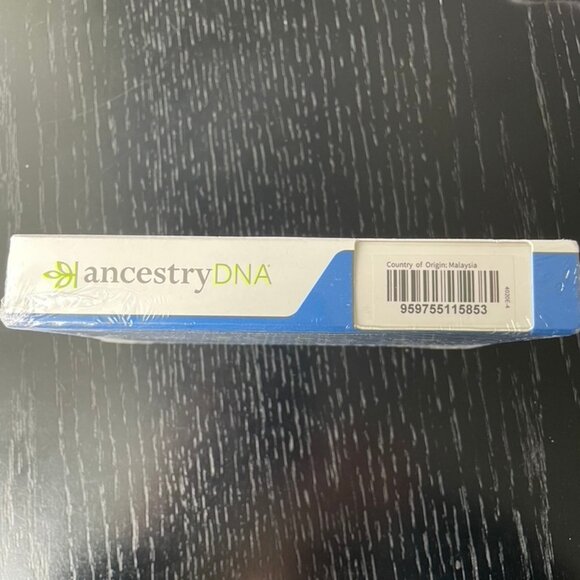 ancestryDNA
Country of Origin: Malaysia
959755115853